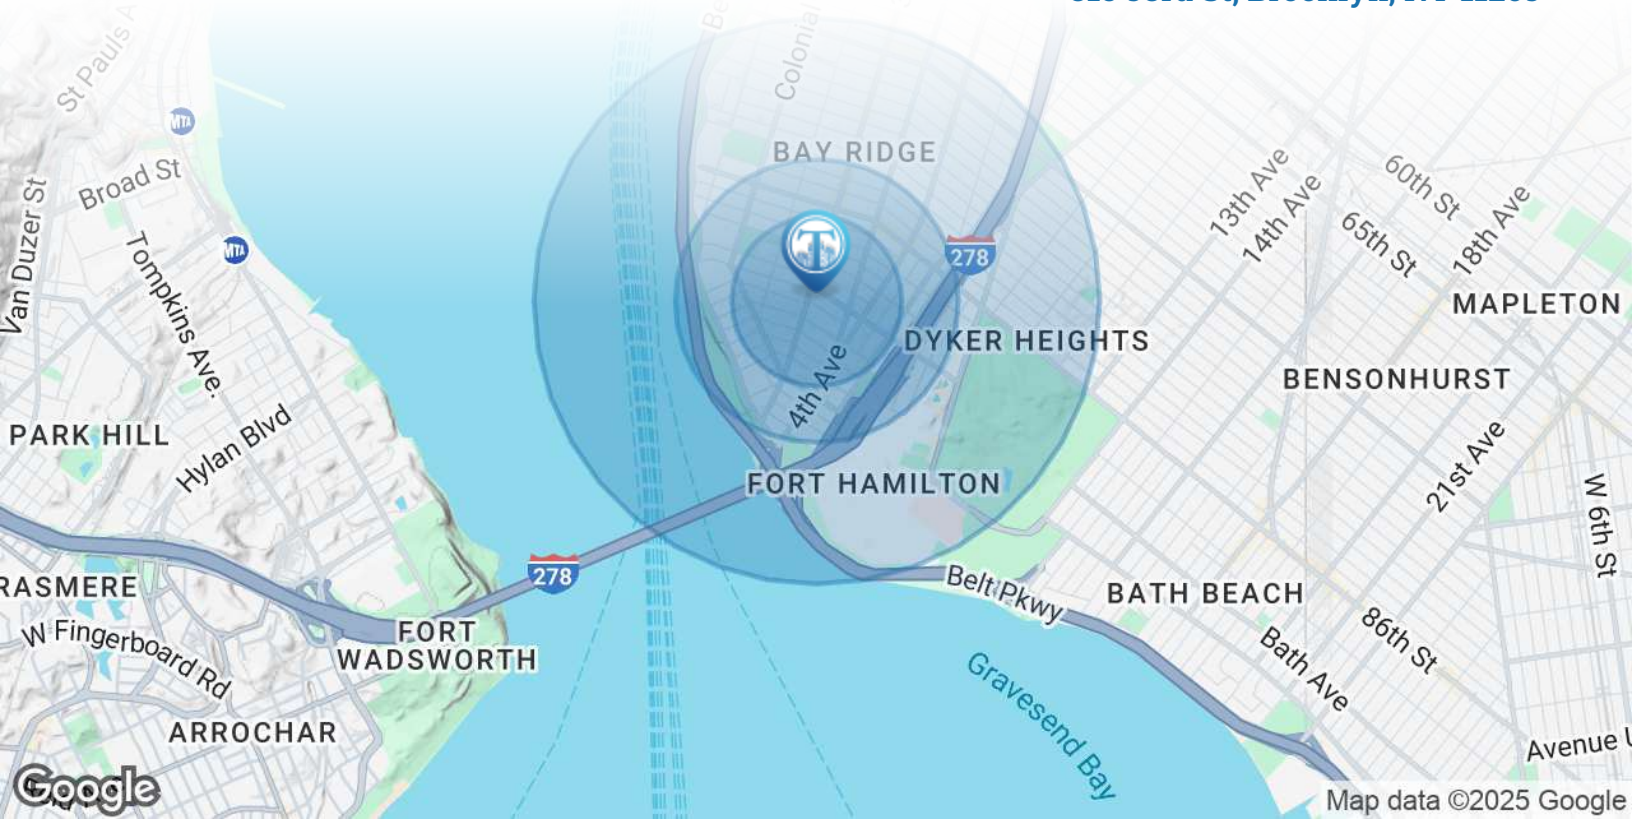 St Pauls A
Colonial
BAY RIDGE
MTA
Broad St
Van Duzer St
MTA
Tompkins Ave.
T
278
13th Ave
14th Ave
60th St
65th St
18th Ave
MAPLETON
DYKER HEIGHTS
BENSONHURST
4th Ave
PARK HILL
Hylan Blvd
FORT HAMILTON
21st Ave
W 6th St
278
RASMERE
Belt Pkwy
BATH BEACH
W Fingerboard Rd
FORT
WADSWORTH
86th St
Bath Ave
Gravesend Bay
ARROCHAR
Avenue U
Google
Map data ©2025 Google